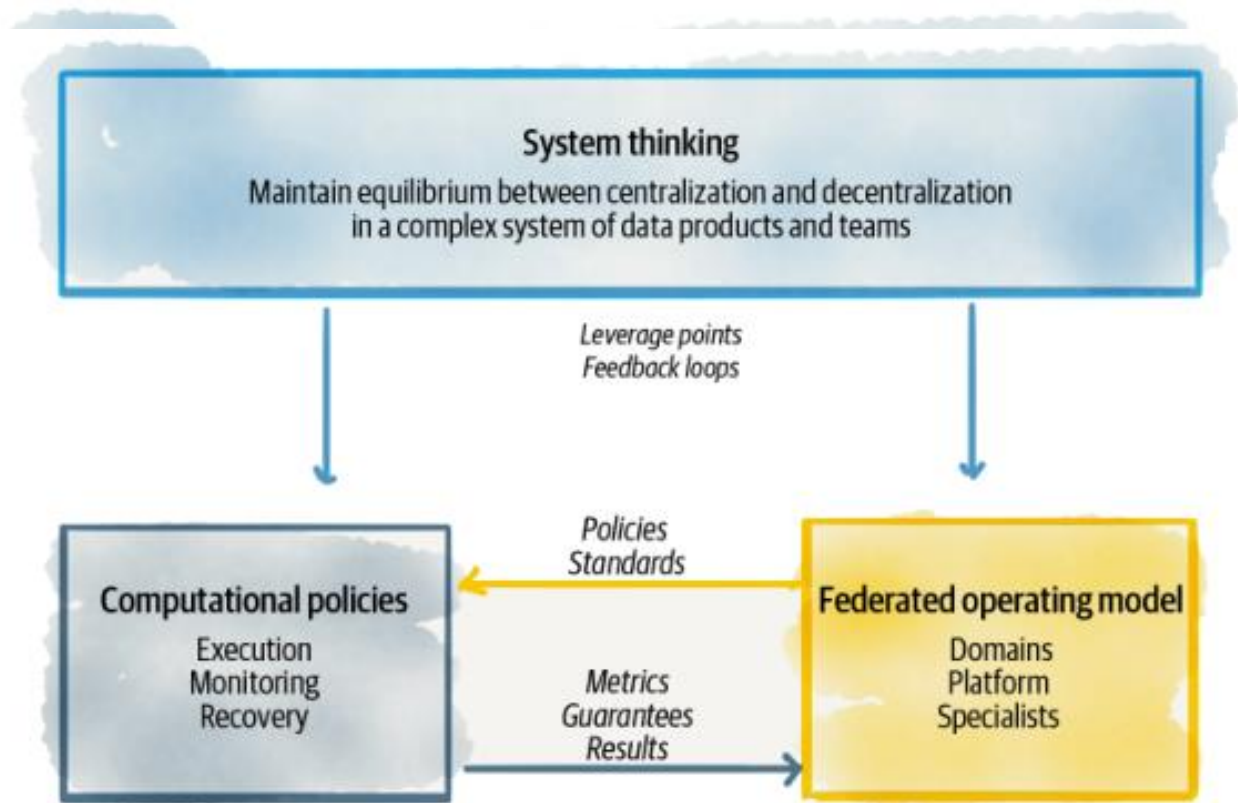 System thinking
Maintain equilibrium between centralization and decentralization
in a complex system of data products and teams
Leverage points
Feedback loops
Policies
Standards
Computational policies
Execution
Monitoring
Recovery
Metrics
Guarantees
Results
Federated operating model
Domains
Platform
Specialists